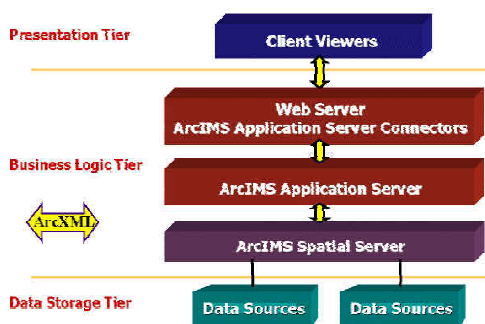 Presentation Tier
Client Viewers
Web Server
ArcIMS Application Server Connectors
Business Logic Tier
ArcIMS Application Server
ArcXML
ArcIMS Spatial Server
Data Storage Tier
Data Sources
Data Sources